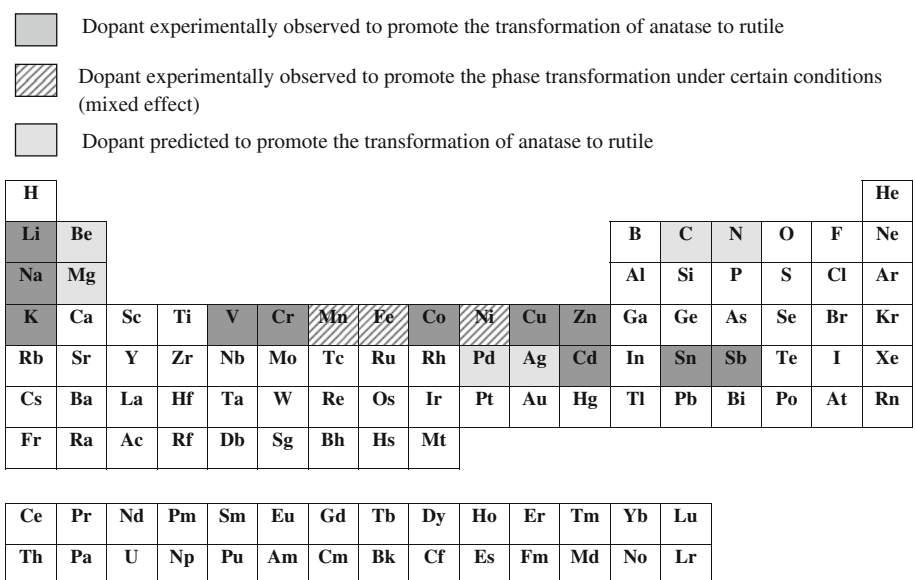 Dopant experimentally observed to promote the transformation of anatase to rutile
Dopant experimentally observed to promote the phase transformation under certain conditions
(mixed effect)
Dopant predicted to promote the transformation of anatase to rutile
H He
Li Be B C N O F Ne
Na Mg Al Si P S Cl Ar
K Ca Sc Ti V Cr Mn Fe Co Ni Cu Zn Ga Ge As Se Br Kr
Rb Sr Y Zr Nb Mo Tc Ru Rh Pd Ag Cd In Sn Sb Te I Xe
Cs Ba La Hf Ta W Re Os Ir Pt Au Hg Tl Pb Bi Po At Rn
Fr Ra Ac Rf Db Sg Bh Hs Mt
Ce Pr Nd Pm Sm Eu Gd Tb Dy Ho Er Tm Yb Lu
Th Pa U Np Pu Am Cm Bk Cf Es Fm Md No Lr